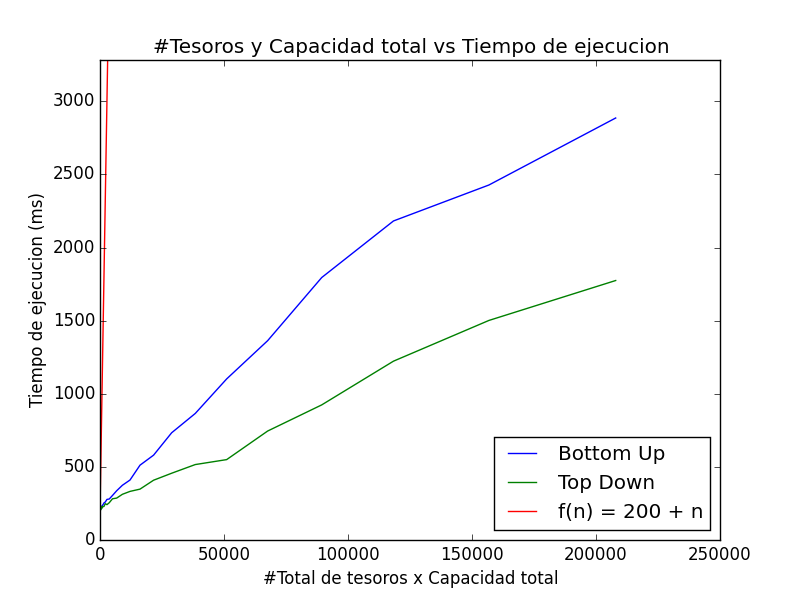 #Tesoros y Capacidad total vs Tiempo de ejecucion
Tiempo de ejecucion (ms)
3000
2500
2000
1500
1000
500
0
Bottom Up
Top Down
f(n) = 200 + n
0
50000
100000
150000
200000
250000
#Total de tesoros x Capacidad total